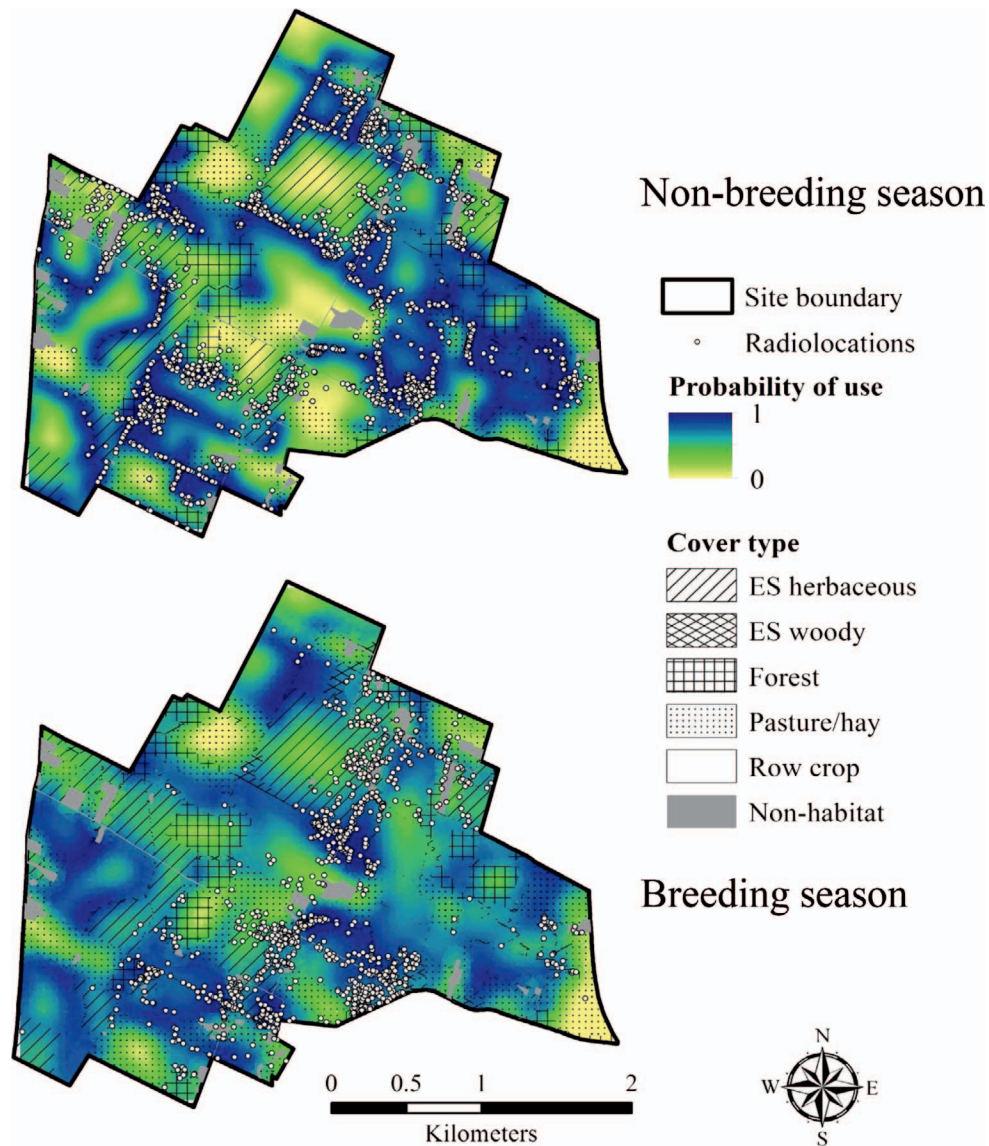 Non-breeding season
Site boundary
Radiolocations
Probability of use
1
0
Cover type
ES herbaceous
ES woody
Forest
Pasture/hay
Row crop
Non-habitat
Breeding season
0 0.5 1 2
Kilometers
N
W E
S